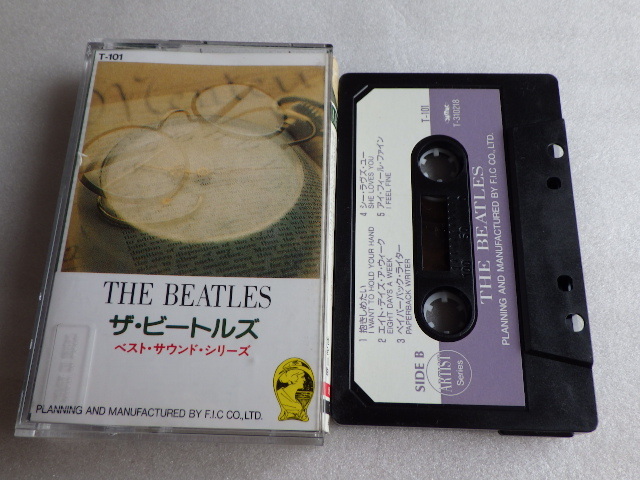 T-101
THE BEATLES
ザ・ビートルズ
ベスト・サウンド・シリーズ
PLANNING AND MANUFACTURED BY F.I.C CO.,LTD.
T-101
T-310218
4 シー・ラヴズ・ユー
SHE LOVES YOU
5 アイ・フィール・ファイン
FEEL FINE
1 抱きしめたい
I WANT TO HOLD YOUR HAND
2 エイト・デイズ・ア・ウィーク
EIGHT DAYS A WEEK
3 ペイパーバック・ライター
PAPERBACK WRITER
SIDE B
ARTIST
Series
THE BEATLES
PLANNING AND MANUFACTURED BY F.I.C CO., LTD.